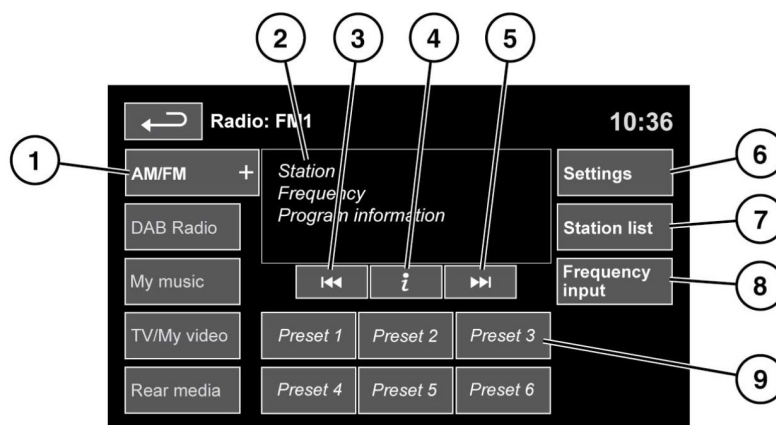 2
3
4
5
Radio: FM1
10:36
1
AM/FM +
Station
Frequency
Program information
Settings
6
DAB Radio
Station list
7
My music
i
Frequency
input
8
TV/My video
Preset 1
Preset 2
Preset 3
9
Rear media
Preset 4
Preset 5
Preset 6